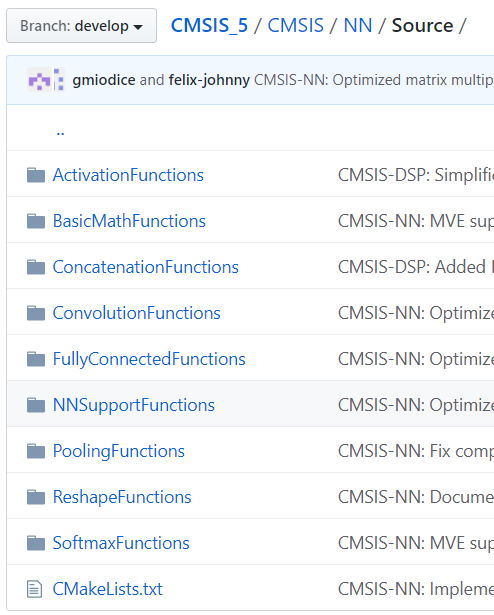 Branch: develop CMSIS_5 / CMSIS / NN / Source /
gmiodice and felix-johnny CMSIS-NN: Optimized matrix multip
..
ActivationFunctions CMSIS-DSP: Simplifi
BasicMathFunctions CMSIS-NN: MVE sup
ConcatenationFunctions CMSIS-DSP: Added
ConvolutionFunctions CMSIS-NN: Optimize
FullyConnectedFunctions CMSIS-NN: Optimize
NNSupportFunctions CMSIS-NN: Optimize
PoolingFunctions CMSIS-NN: Fix comp
ReshapeFunctions CMSIS-NN: Docume
SoftmaxFunctions CMSIS-NN: MVE sup
CMakeLists.txt CMSIS-NN: Impleme